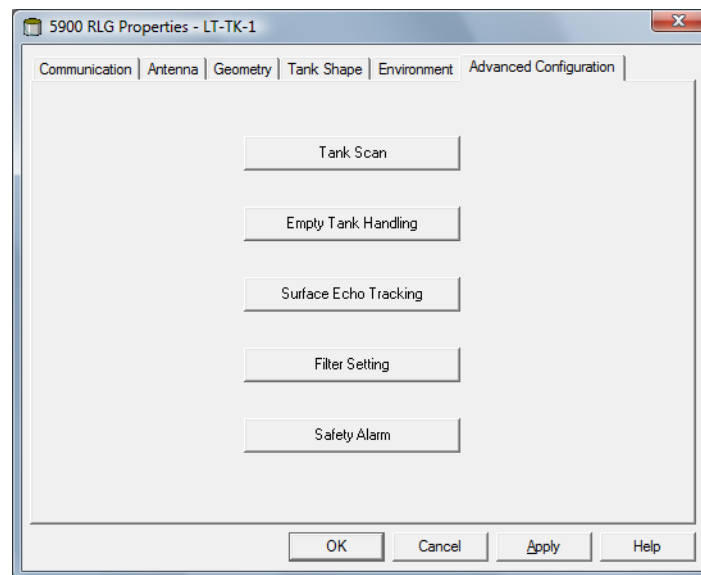 5900 RLG Properties - LT-TK-1
Communication Antenna Geometry Tank Shape Environment Advanced Configuration
Tank Scan
Empty Tank Handling
Surface Echo Tracking
Filter Setting
Safety Alarm
OK Cancel Apply Help